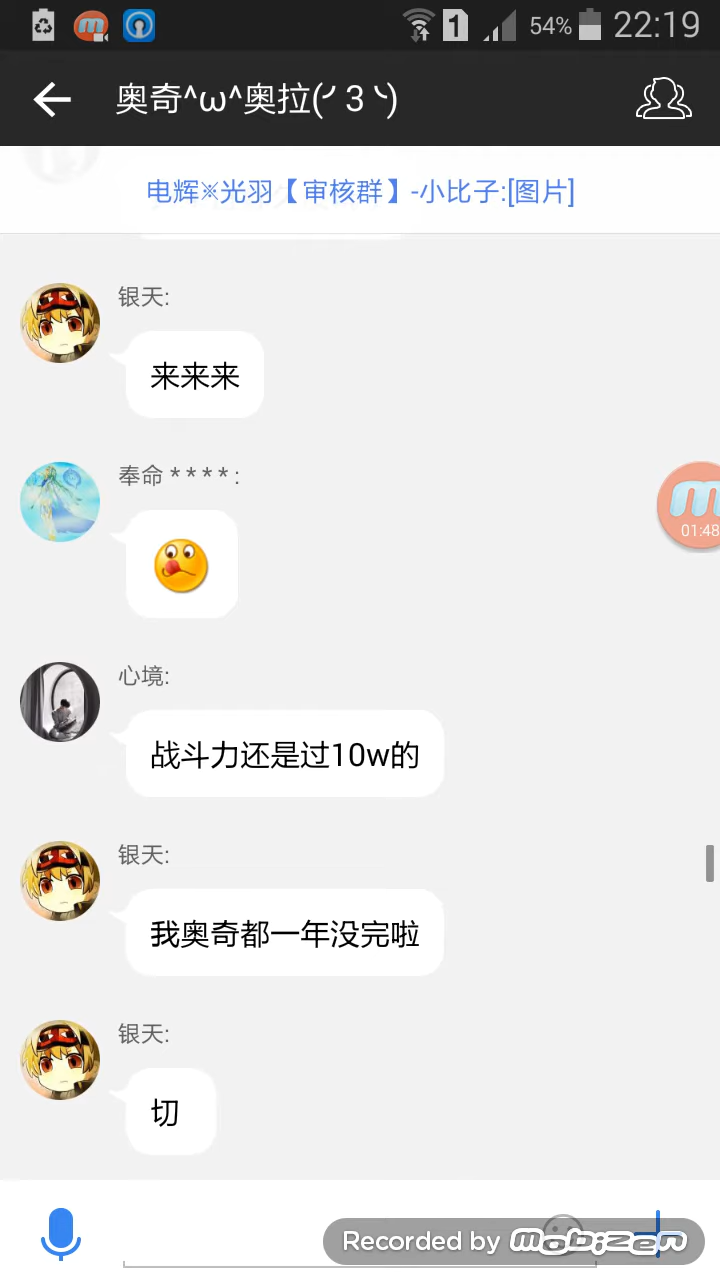 1 54% 22:19
奥奇^ω^奥拉(╯3╰)
电辉※光羽【审核群】-小比子:[图片]
银天:
来来来
奉命****:
m
01:48
心境:
战斗力还是过10w的
银天:
我奥奇都一年没完啦
银天:
切
Recorded by mobizen